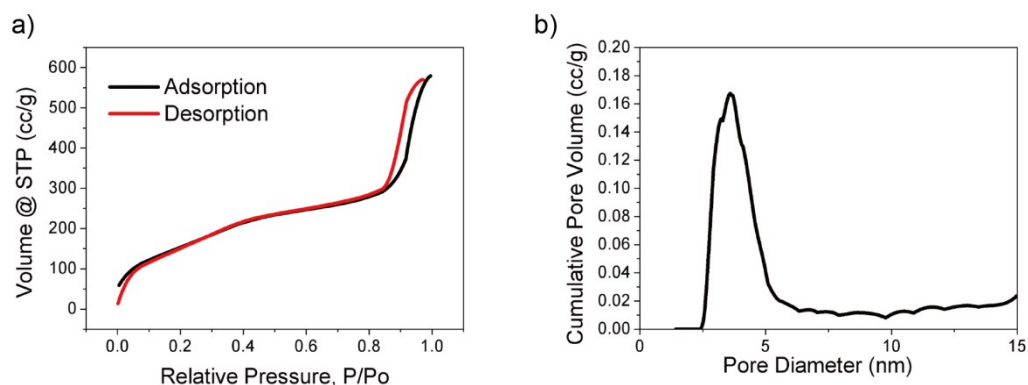 a)
Volume @ STP (cc/g)
600
500
400
300
200
100
0
Adsorption
Desorption
0.0 0.2 0.4 0.6 0.8 1.0
Relative Pressure, P/Po
b)
Cumulative Pore Volume (cc/g)
0.20
0.18
0.16
0.14
0.12
0.10
0.08
0.06
0.04
0.02
0.00
0 5 10 15
Pore Diameter (nm)